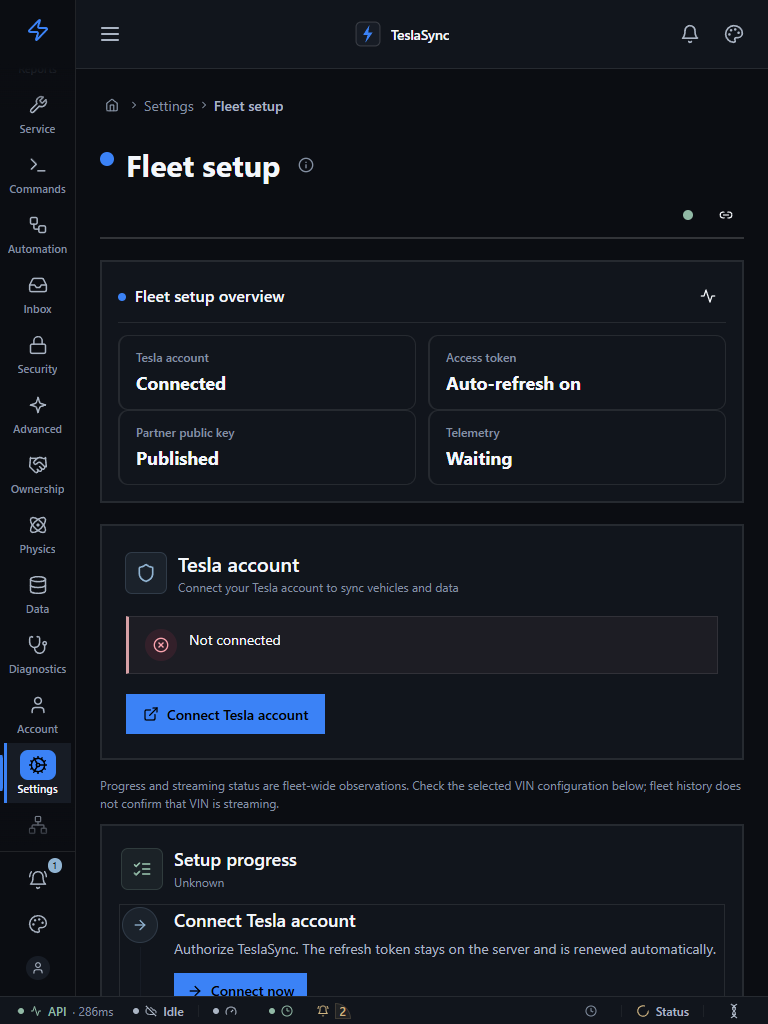 TeslaSync
Service
Commands
Automation
Inbox
Security
Advanced
Ownership
Physics
Data
Diagnostics
Account
Settings
1
Settings
Fleet setup
Fleet setup
Fleet setup overview
Tesla account
Connected
Access token
Auto-refresh on
Partner public key
Published
Telemetry
Waiting
Tesla account
Connect your Tesla account to sync vehicles and data
Not connected
Connect Tesla account
Progress and streaming status are fleet-wide observations. Check the selected VIN configuration below; fleet history does
not confirm that VIN is streaming.
Setup progress
Unknown
Connect Tesla account
Authorize TeslaSync. The refresh token stays on the server and is renewed automatically.
Connect now
API · 286ms
Idle
2
Status